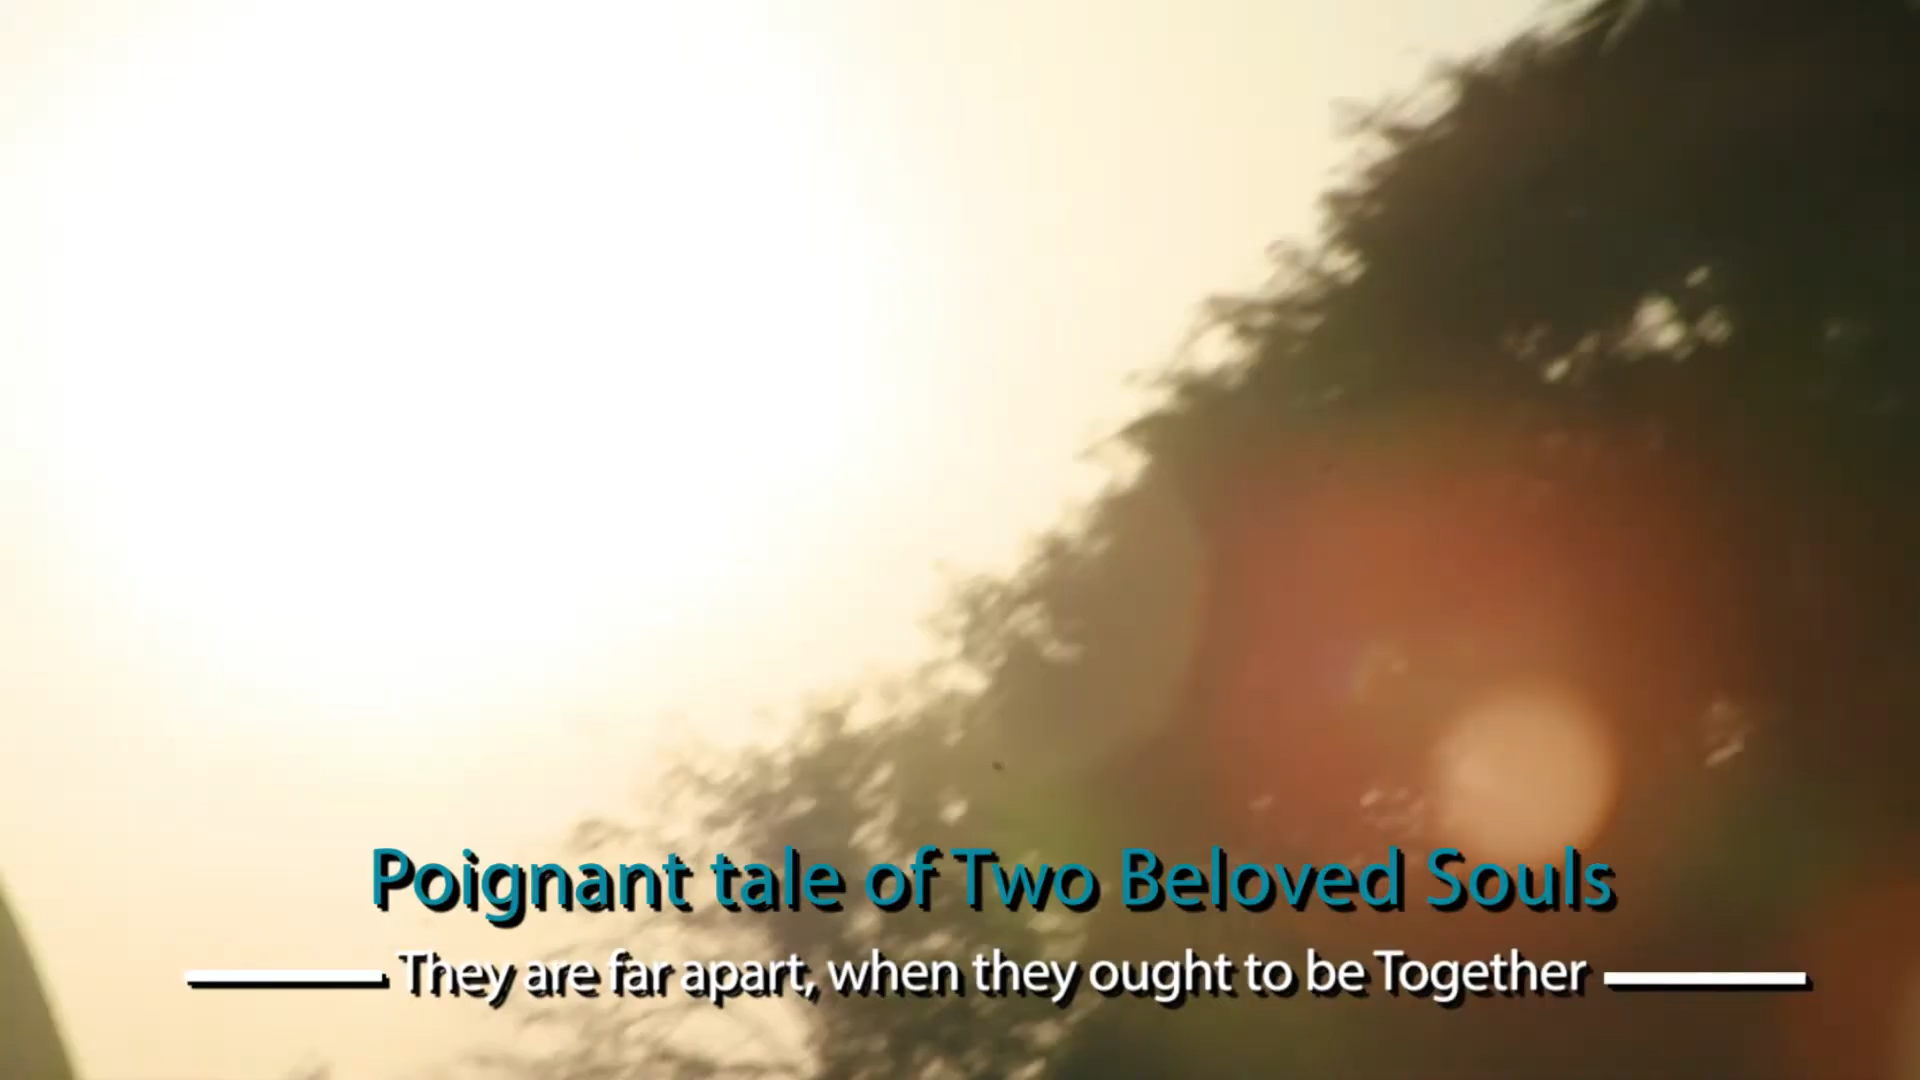 Poignant tale of Two Beloved Souls
They are far apart, when they ought to be Together